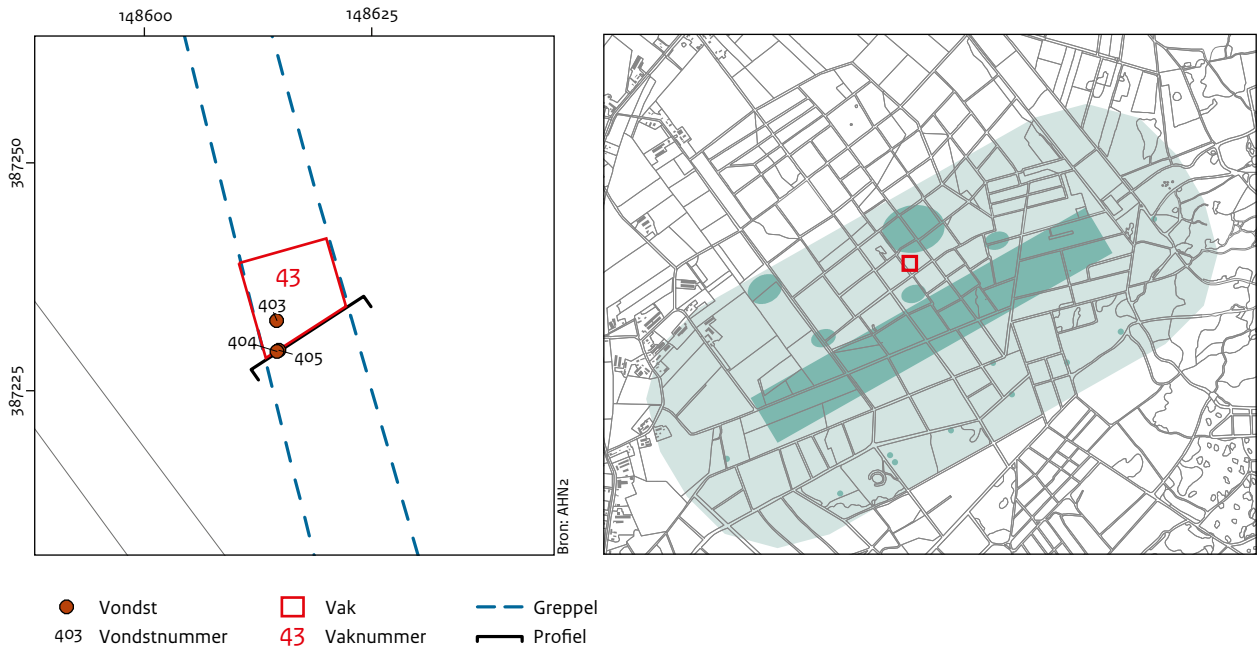 148600 148625
387250
43
403
404
405
387225
Bron: AHN2
Vondst Vak Greppel
403 Vondstnummer 43 Vaknummer Profiel